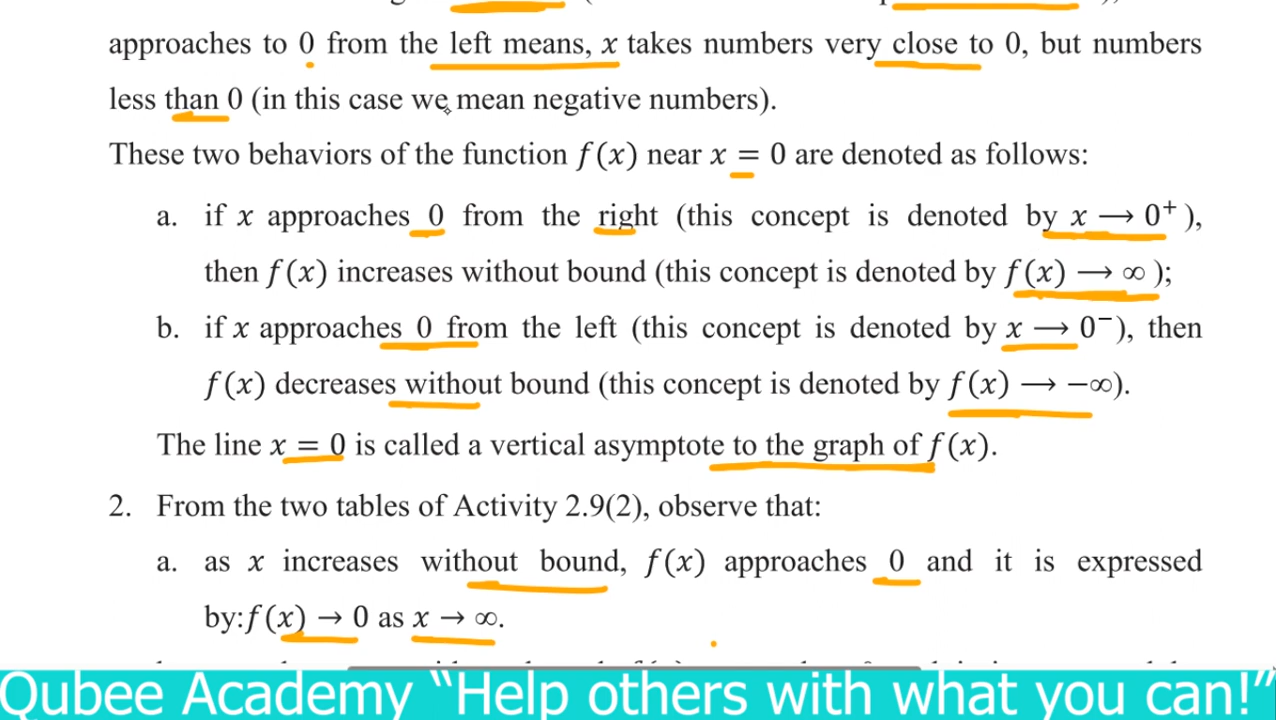 approaches to 0 from the left means, x takes numbers very close to 0, but numbers
less than 0 (in this case we mean negative numbers).
These two behaviors of the function f(x) near x = 0 are denoted as follows:
a. if x approaches 0 from the right (this concept is denoted by x ⟶ 0⁺ ),
then f(x) increases without bound (this concept is denoted by f(x) ⟶ ∞ );
b. if x approaches 0 from the left (this concept is denoted by x ⟶ 0⁻), then
f(x) decreases without bound (this concept is denoted by f(x) ⟶ −∞).
The line x = 0 is called a vertical asymptote to the graph of f(x).
2. From the two tables of Activity 2.9(2), observe that:
a. as x increases without bound, f(x) approaches 0 and it is expressed
by:f(x) → 0 as x → ∞.
Qubee Academy “Help others with what you can!”